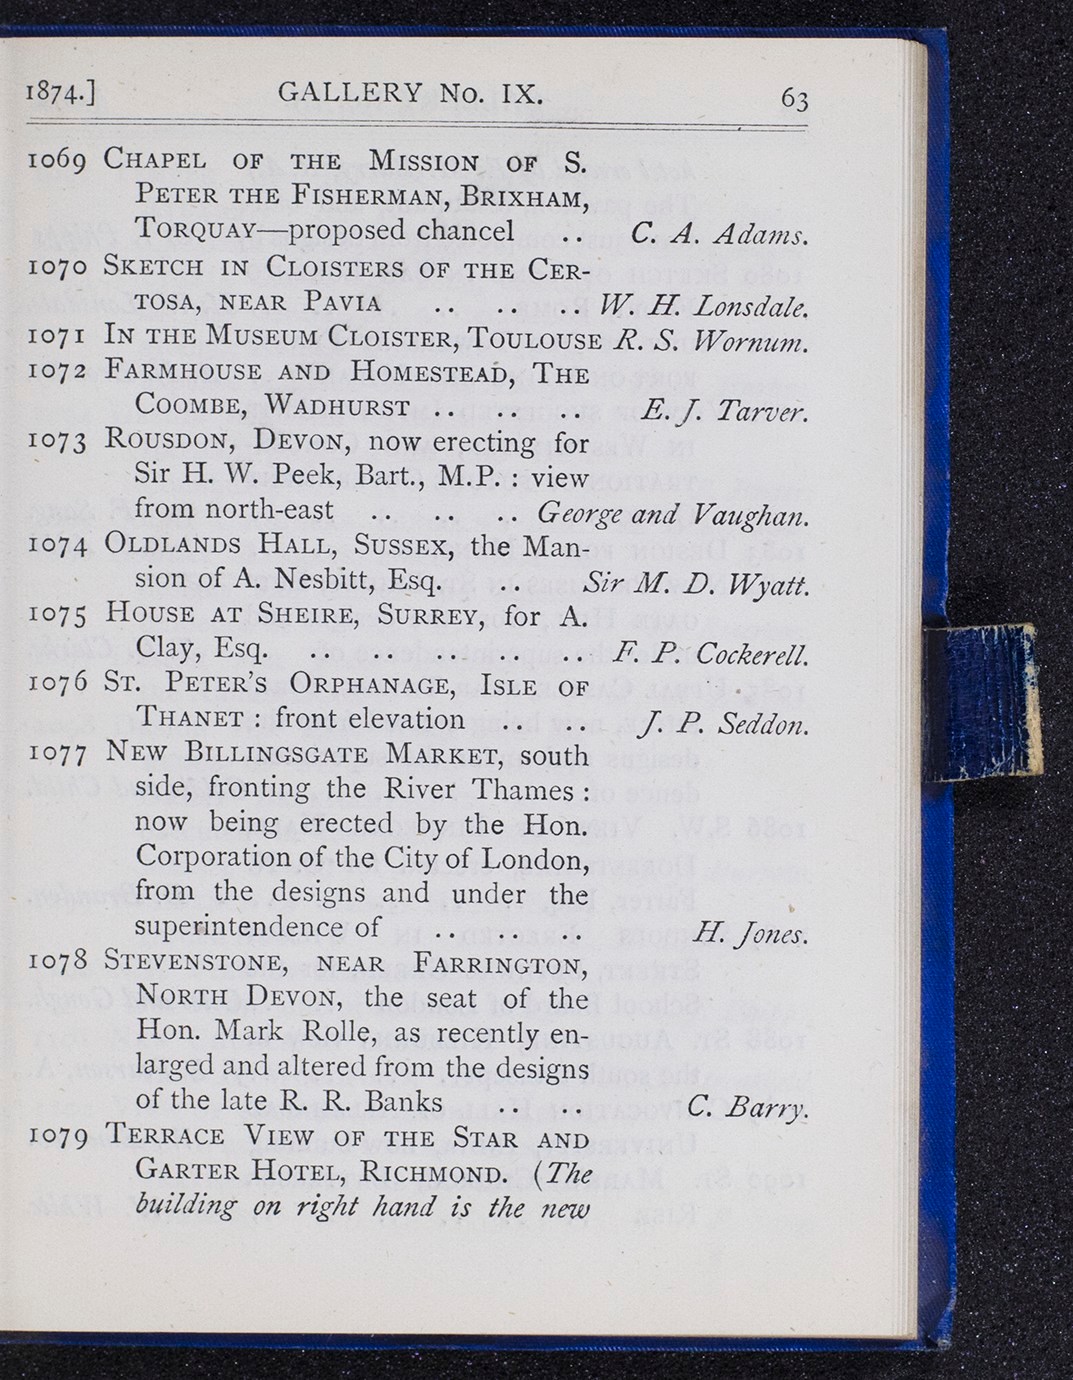 1874.] GALLERY No. IX. 63
1069 CHAPEL OF THE MISSION OF S.
PETER THE FISHERMAN, BRIXHAM,
TORQUAY—proposed chancel .. C. A. Adams.
1070 SKETCH IN CLOISTERS OF THE CER-
TOSA, NEAR PAVIA .. .. .. W. H. Lonsdale.
1071 IN THE MUSEUM CLOISTER, TOULOUSE R. S. Wornum.
1072 FARMHOUSE AND HOMESTEAD, THE
COOMBE, WADHURST .. .. .. E. J. Tarver.
1073 ROUSDON, DEVON, now erecting for
Sir H. W. Peek, Bart., M.P. : view
from north-east .. .. .. George and Vaughan.
1074 OLDLANDS HALL, SUSSEX, the Man-
sion of A. Nesbitt, Esq. .. Sir M. D. Wyatt.
1075 HOUSE AT SHEIRE, SURREY, for A.
Clay, Esq. .. .. .. .. .. F. P. Cockerell.
1076 ST. PETER'S ORPHANAGE, ISLE OF
THANET : front elevation .. .. J. P. Seddon.
1077 NEW BILLINGSGATE MARKET, south
side, fronting the River Thames :
now being erected by the Hon.
Corporation of the City of London,
from the designs and under the
superintendence of .. .. .. H. Jones.
1078 STEVENSTONE, NEAR FARRINGTON,
NORTH DEVON, the seat of the
Hon. Mark Rolle, as recently en-
larged and altered from the designs
of the late R. R. Banks .. .. C. Barry.
1079 TERRACE VIEW OF THE STAR AND
GARTER HOTEL, RICHMOND. (The
building on right hand is the new